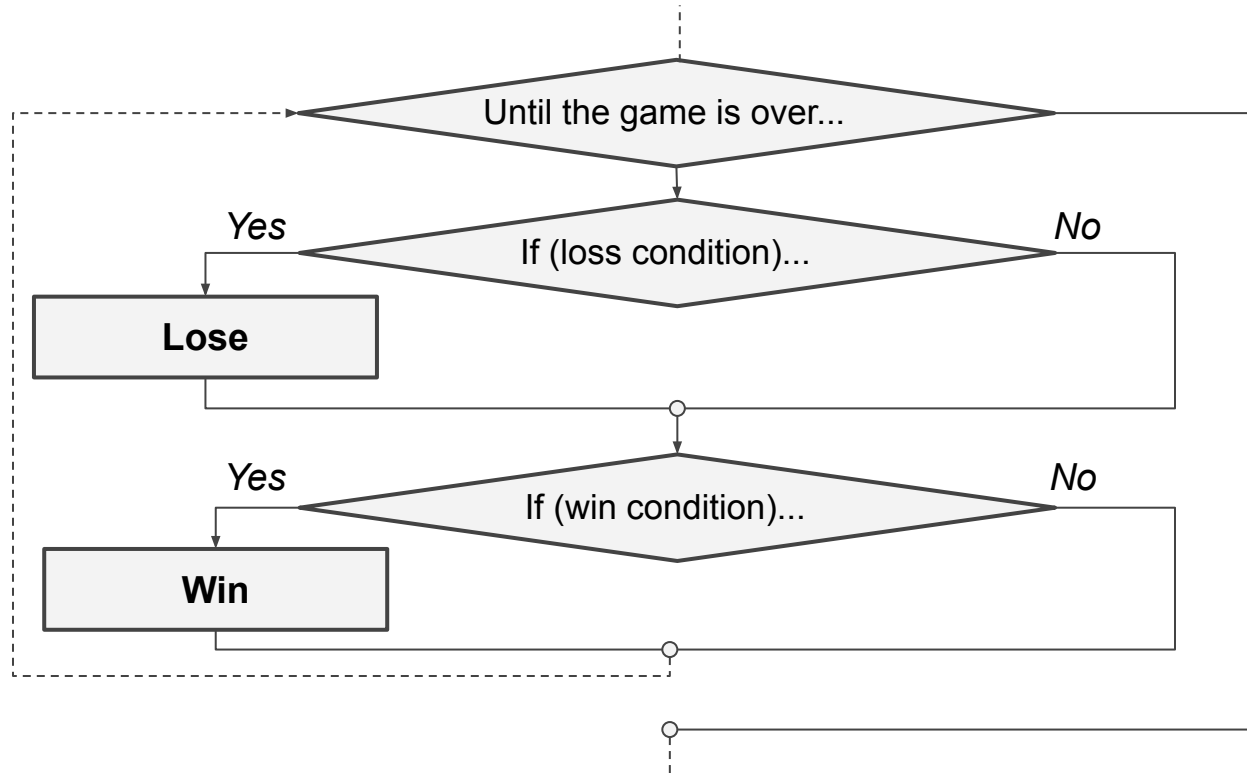 Until the game is over...
Yes
No
If (loss condition)...
Lose
Yes
No
If (win condition)...
Win